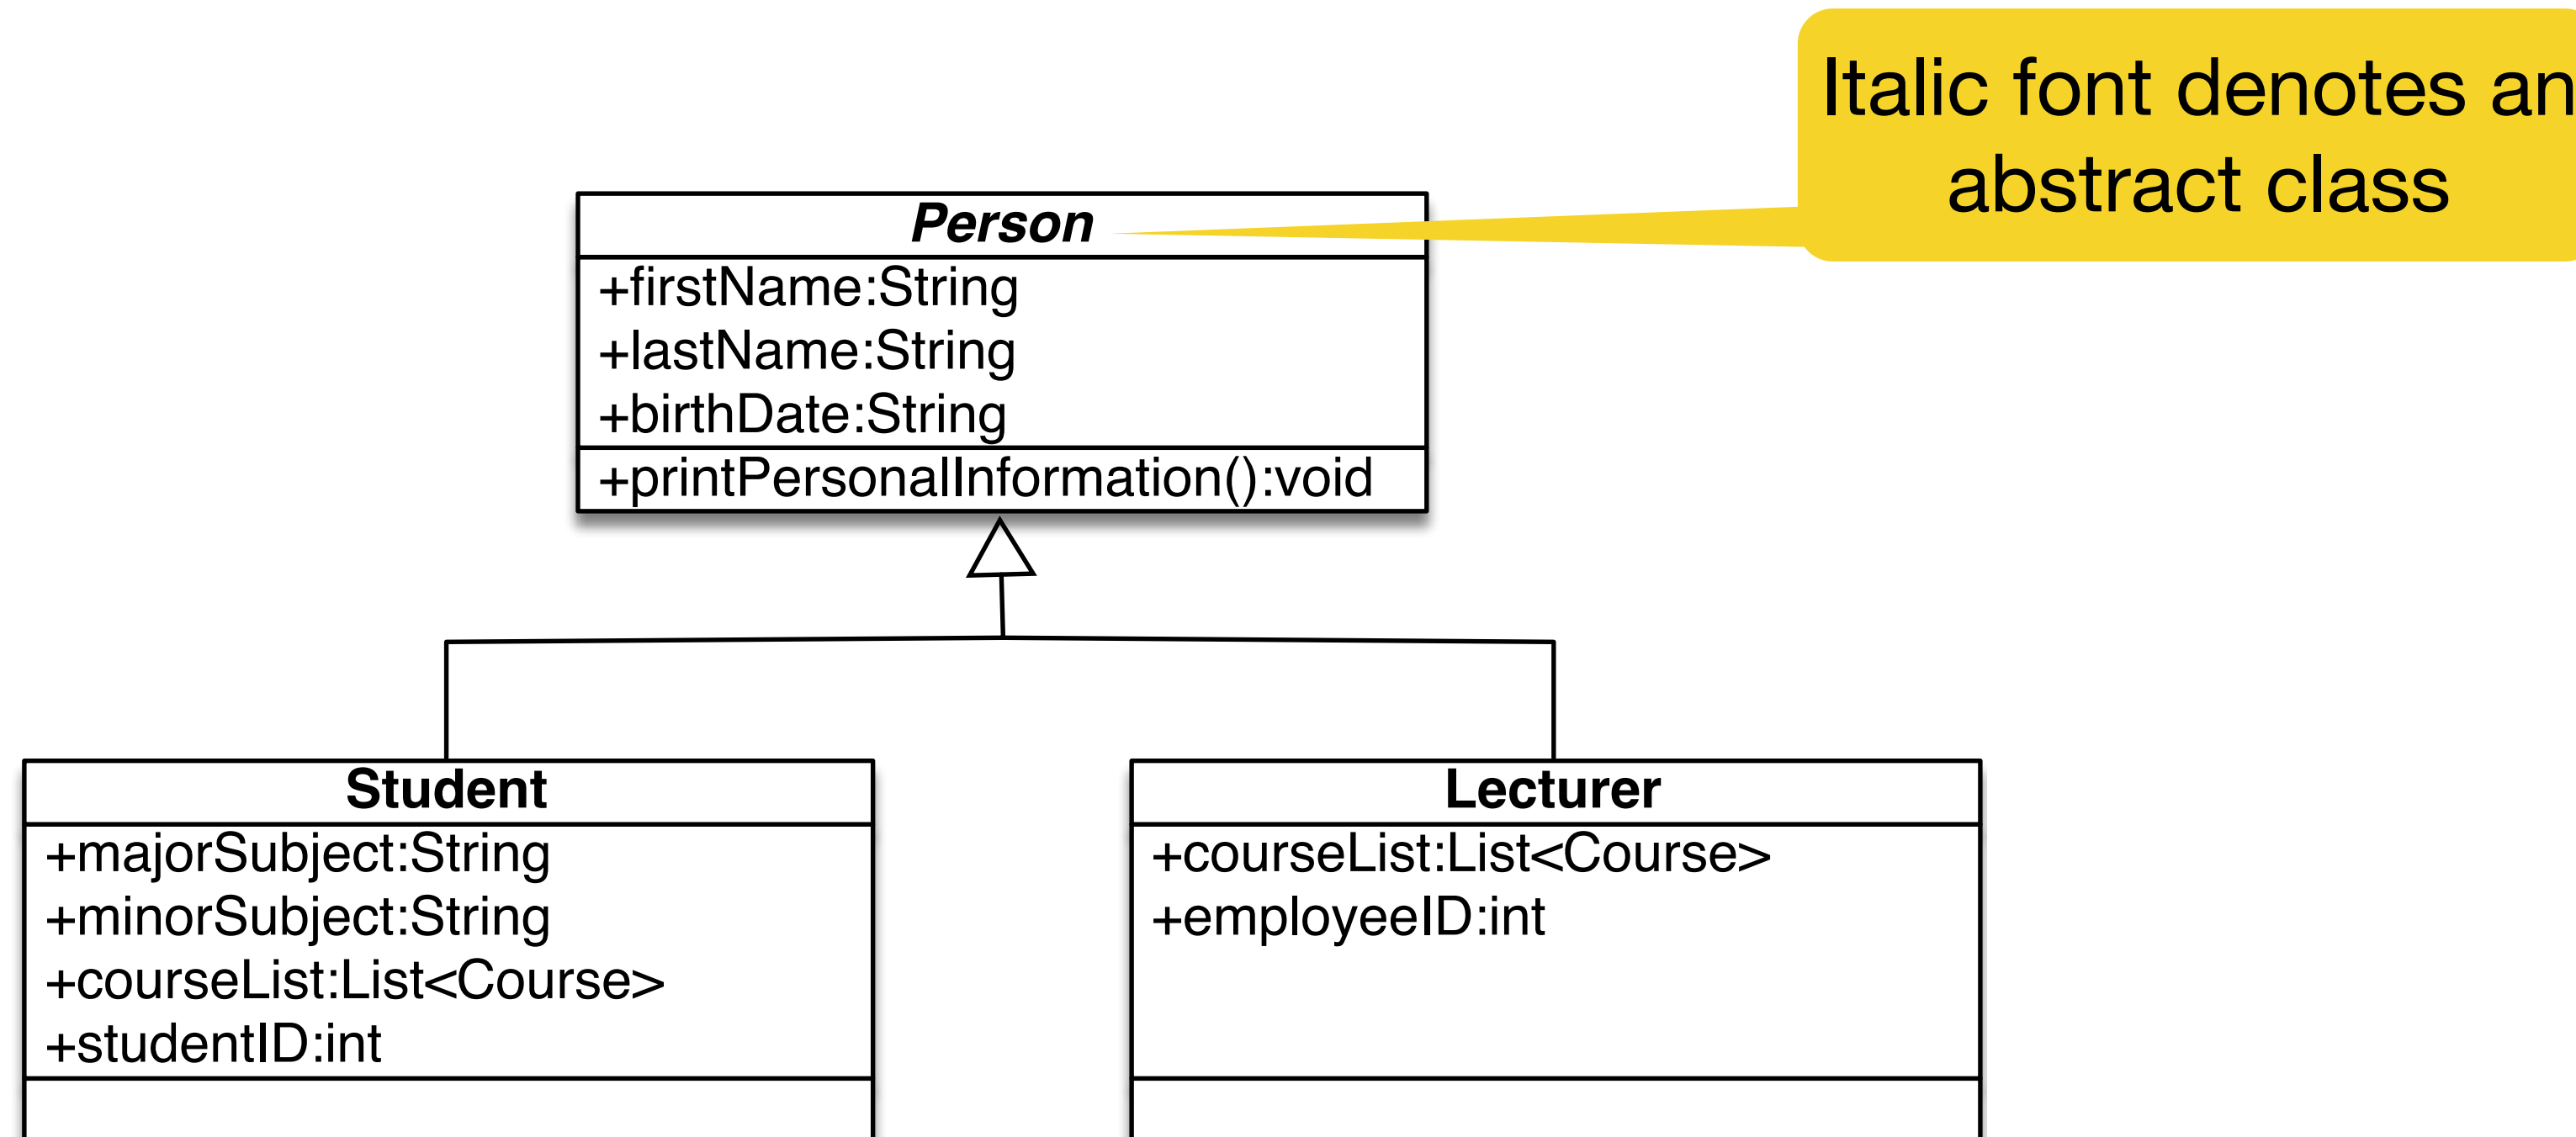 Italic font denotes an
abstract class
Person
+firstName:String
+lastName:String
+birthDate:String
+printPersonalInformation():void
Student
+majorSubject:String
+minorSubject:String
+courseList:List<Course>
+studentID:int
Lecturer
+courseList:List<Course>
+employeeID:int